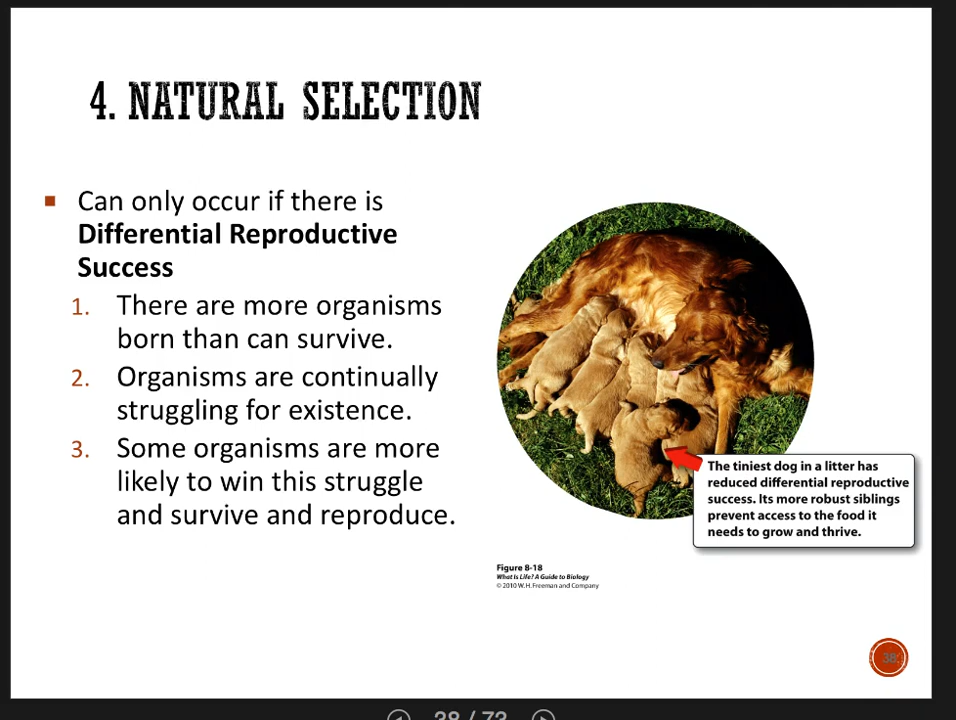 4. NATURAL SELECTION
Can only occur if there is
Differential Reproductive
Success
1. There are more organisms
born than can survive.
2. Organisms are continually
struggling for existence.
3. Some organisms are more
likely to win this struggle
and survive and reproduce.
The tiniest dog in a litter has
reduced differential reproductive
success. Its more robust siblings
prevent access to the food it
needs to grow and thrive.
Figure 8-18
What Is Life? A Guide to Biology
© 2010 W. H. Freeman and Company
38
38 / 73